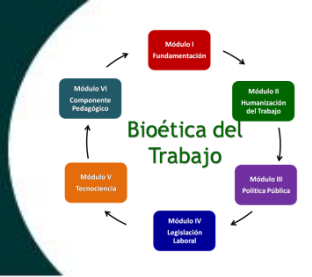 Módulo I
Fundamentación
Módulo II
Humanización
del Trabajo
Módulo III
Política Pública
Módulo IV
Legislación
Laboral
Módulo V
Tecnociencia
Módulo VI
Componente
Pedagógico
Bioética del
Trabajo